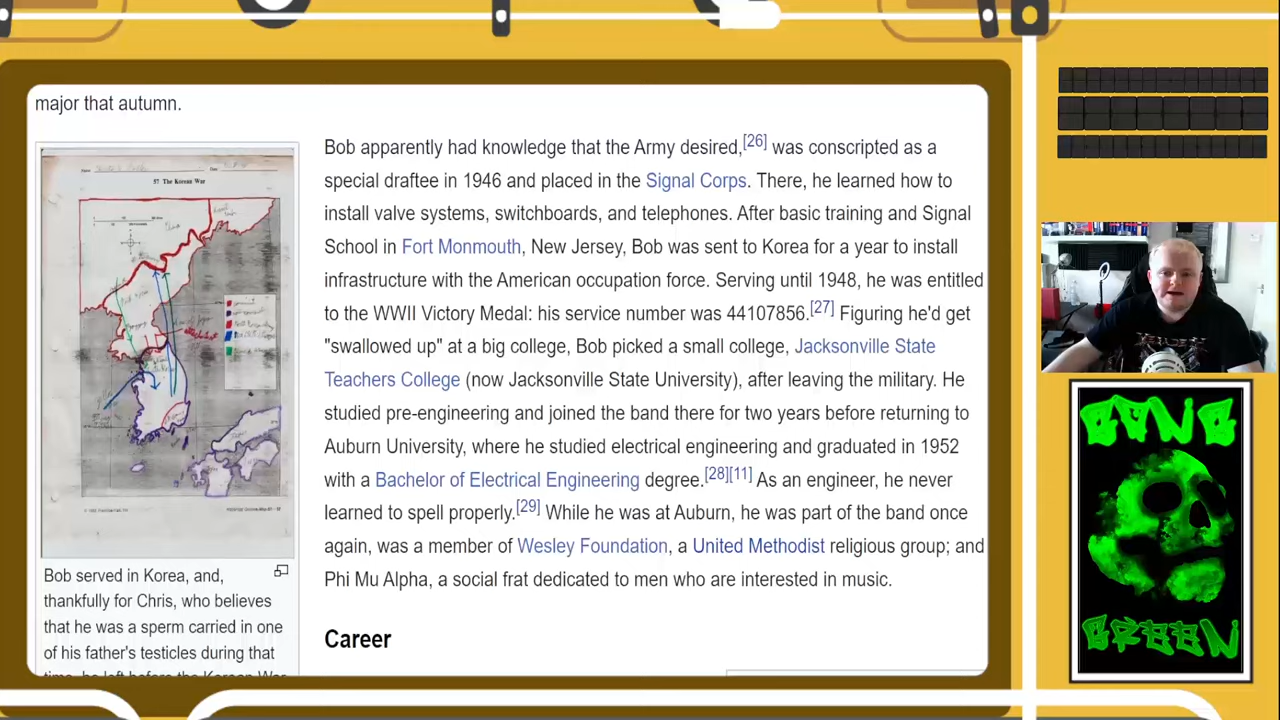 major that autumn.
57 The Korean War
Bob served in Korea, and,
thankfully for Chris, who believes
that he was a sperm carried in one
of his father's testicles during that
time, he left before the Korean War
Bob apparently had knowledge that the Army desired,[26] was conscripted as a
special draftee in 1946 and placed in the Signal Corps. There, he learned how to
install valve systems, switchboards, and telephones. After basic training and Signal
School in Fort Monmouth, New Jersey, Bob was sent to Korea for a year to install
infrastructure with the American occupation force. Serving until 1948, he was entitled
to the WWII Victory Medal: his service number was 44107856.[27] Figuring he'd get
"swallowed up" at a big college, Bob picked a small college, Jacksonville State
Teachers College (now Jacksonville State University), after leaving the military. He
studied pre-engineering and joined the band there for two years before returning to
Auburn University, where he studied electrical engineering and graduated in 1952
with a Bachelor of Electrical Engineering degree.[28][11] As an engineer, he never
learned to spell properly.[29] While he was at Auburn, he was part of the band once
again, was a member of Wesley Foundation, a United Methodist religious group; and
Phi Mu Alpha, a social frat dedicated to men who are interested in music.
Career
GONG
GREEN